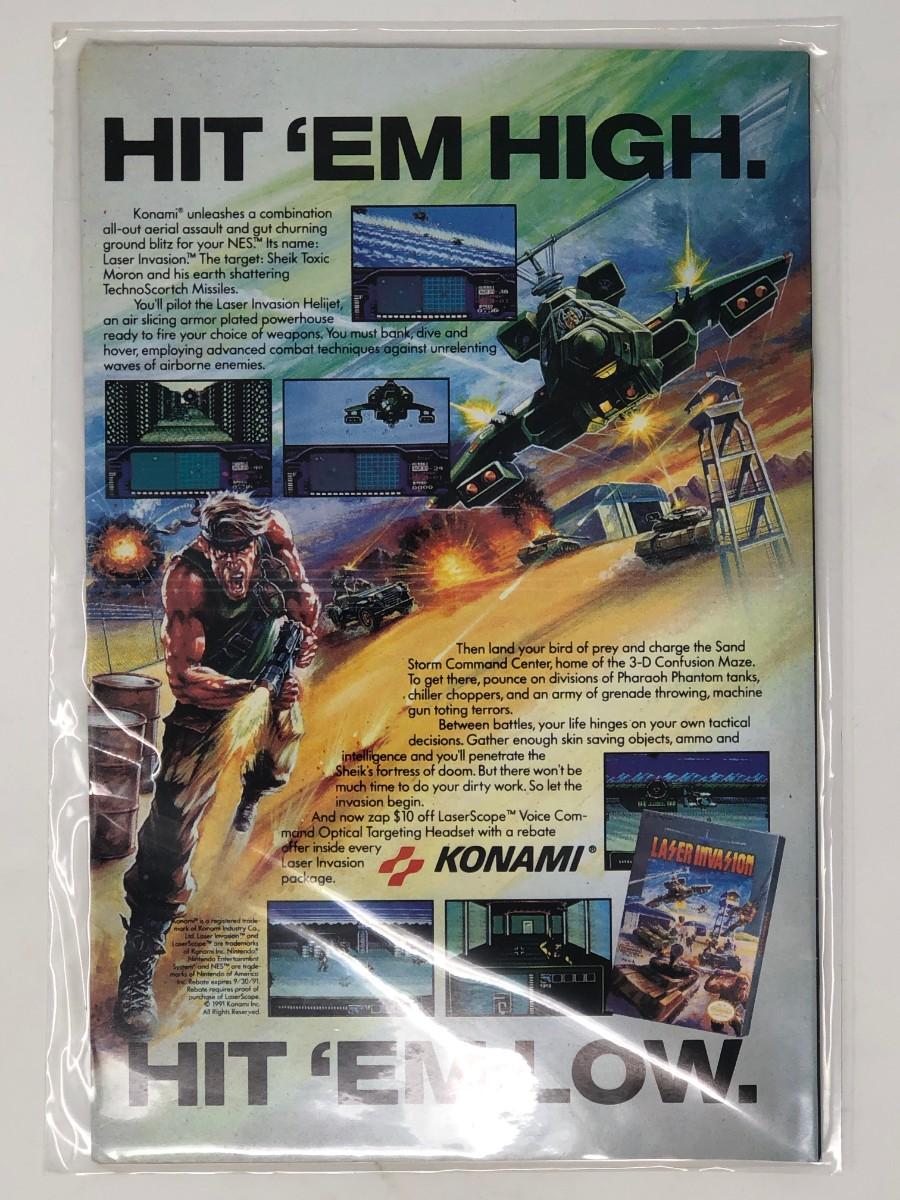 HIT ‘EM HIGH.
Konami® unleashes a combination
all-out aerial assault and gut churning
ground blitz for your NES.™ Its name:
Laser Invasion.™ The target: Sheik Toxic
Moron and his earth shattering
TechnoScortch Missiles.
You'll pilot the Laser Invasion Helijet,
an air slicing armor plated powerhouse
ready to fire your choice of weapons. You must bank, dive and
hover, employing advanced combat techniques against unrelenting
waves of airborne enemies.
Then land your bird of prey and charge the Sand
Storm Command Center, home of the 3-D Confusion Maze.
To get there, pounce on divisions of Pharaoh Phantom tanks,
chiller choppers, and an army of grenade throwing, machine
gun toting terrors.
Between battles, your life hinges on your own tactical
decisions. Gather enough skin saving objects, ammo and
intelligence and you'll penetrate the
Sheik's fortress of doom. But there won't be
much time to do your dirty work. So let the
invasion begin.
And now zap $10 off LaserScope™ Voice Com-
mand Optical Targeting Headset with a rebate
offer inside every
Laser Invasion
package.
KONAMI®
LASER INVASION
Konami® is a registered trade-
mark of Konami Industry Co.,
Ltd. Laser Invasion™ and
LaserScope™ are trademarks
of Konami Inc. Nintendo,®
Nintendo Entertainment
System® and NES™ are trade-
marks of Nintendo of America
Inc. Rebate expires 9/30/91.
Rebate requires proof of
purchase of LaserScope.
© 1991 Konami Inc.
All Rights Reserved.
HIT ‘EM LOW.